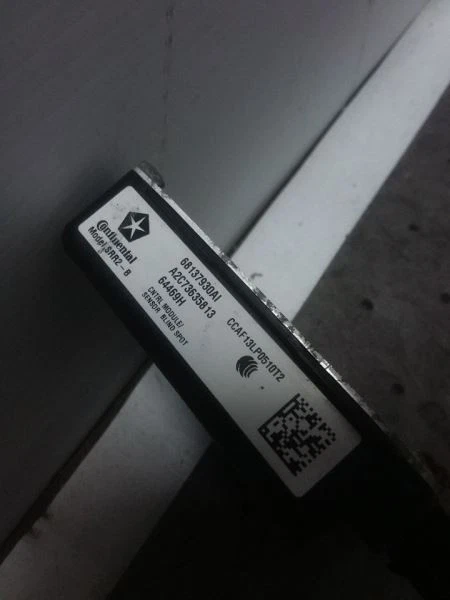 Continental
Model:SRR2-B
68137930AI
A2C73635813
64469H
CNTRL MODULE/
SENSOR BLIND SPOT
CCAF13LP0510T2